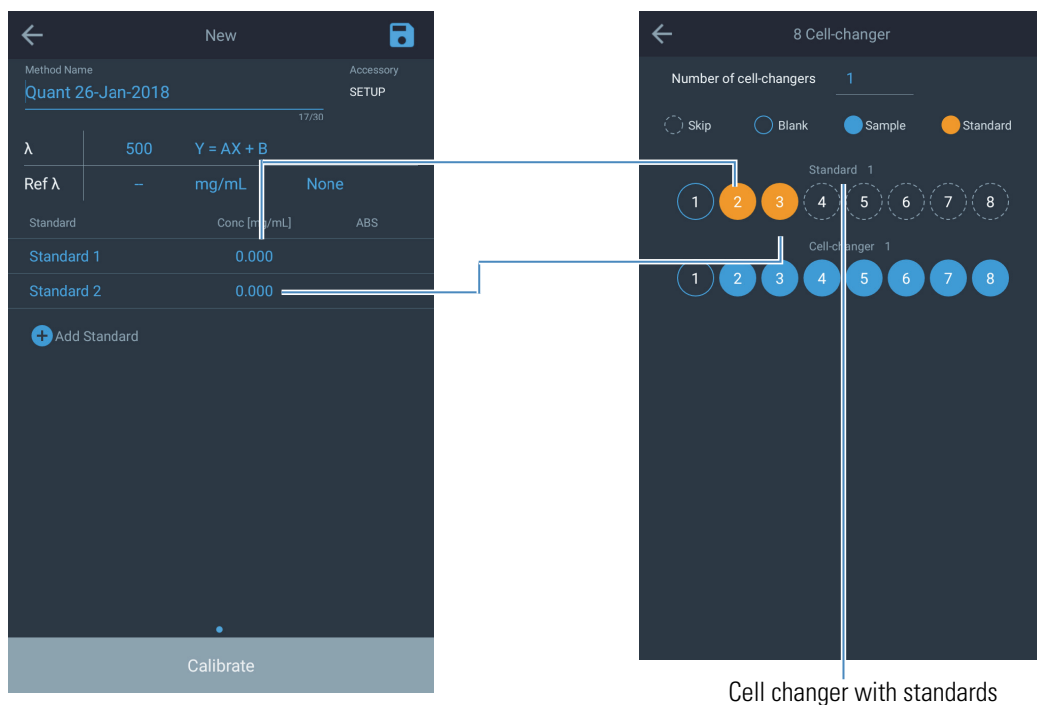 New
Method Name
Accessory
Quant 26-Jan-2018
SETUP
17/30
λ 500 Y = AX + B
Ref λ -- mg/mL None
Standard Conc [mg/mL] ABS
Standard 1 0.000
Standard 2 0.000
+ Add Standard
Calibrate
8 Cell-changer
Number of cell-changers 1
Skip Blank Sample Standard
Standard 1
1 2 3 4 5 6 7 8
Cell-changer 1
1 2 3 4 5 6 7 8
Cell changer with standards